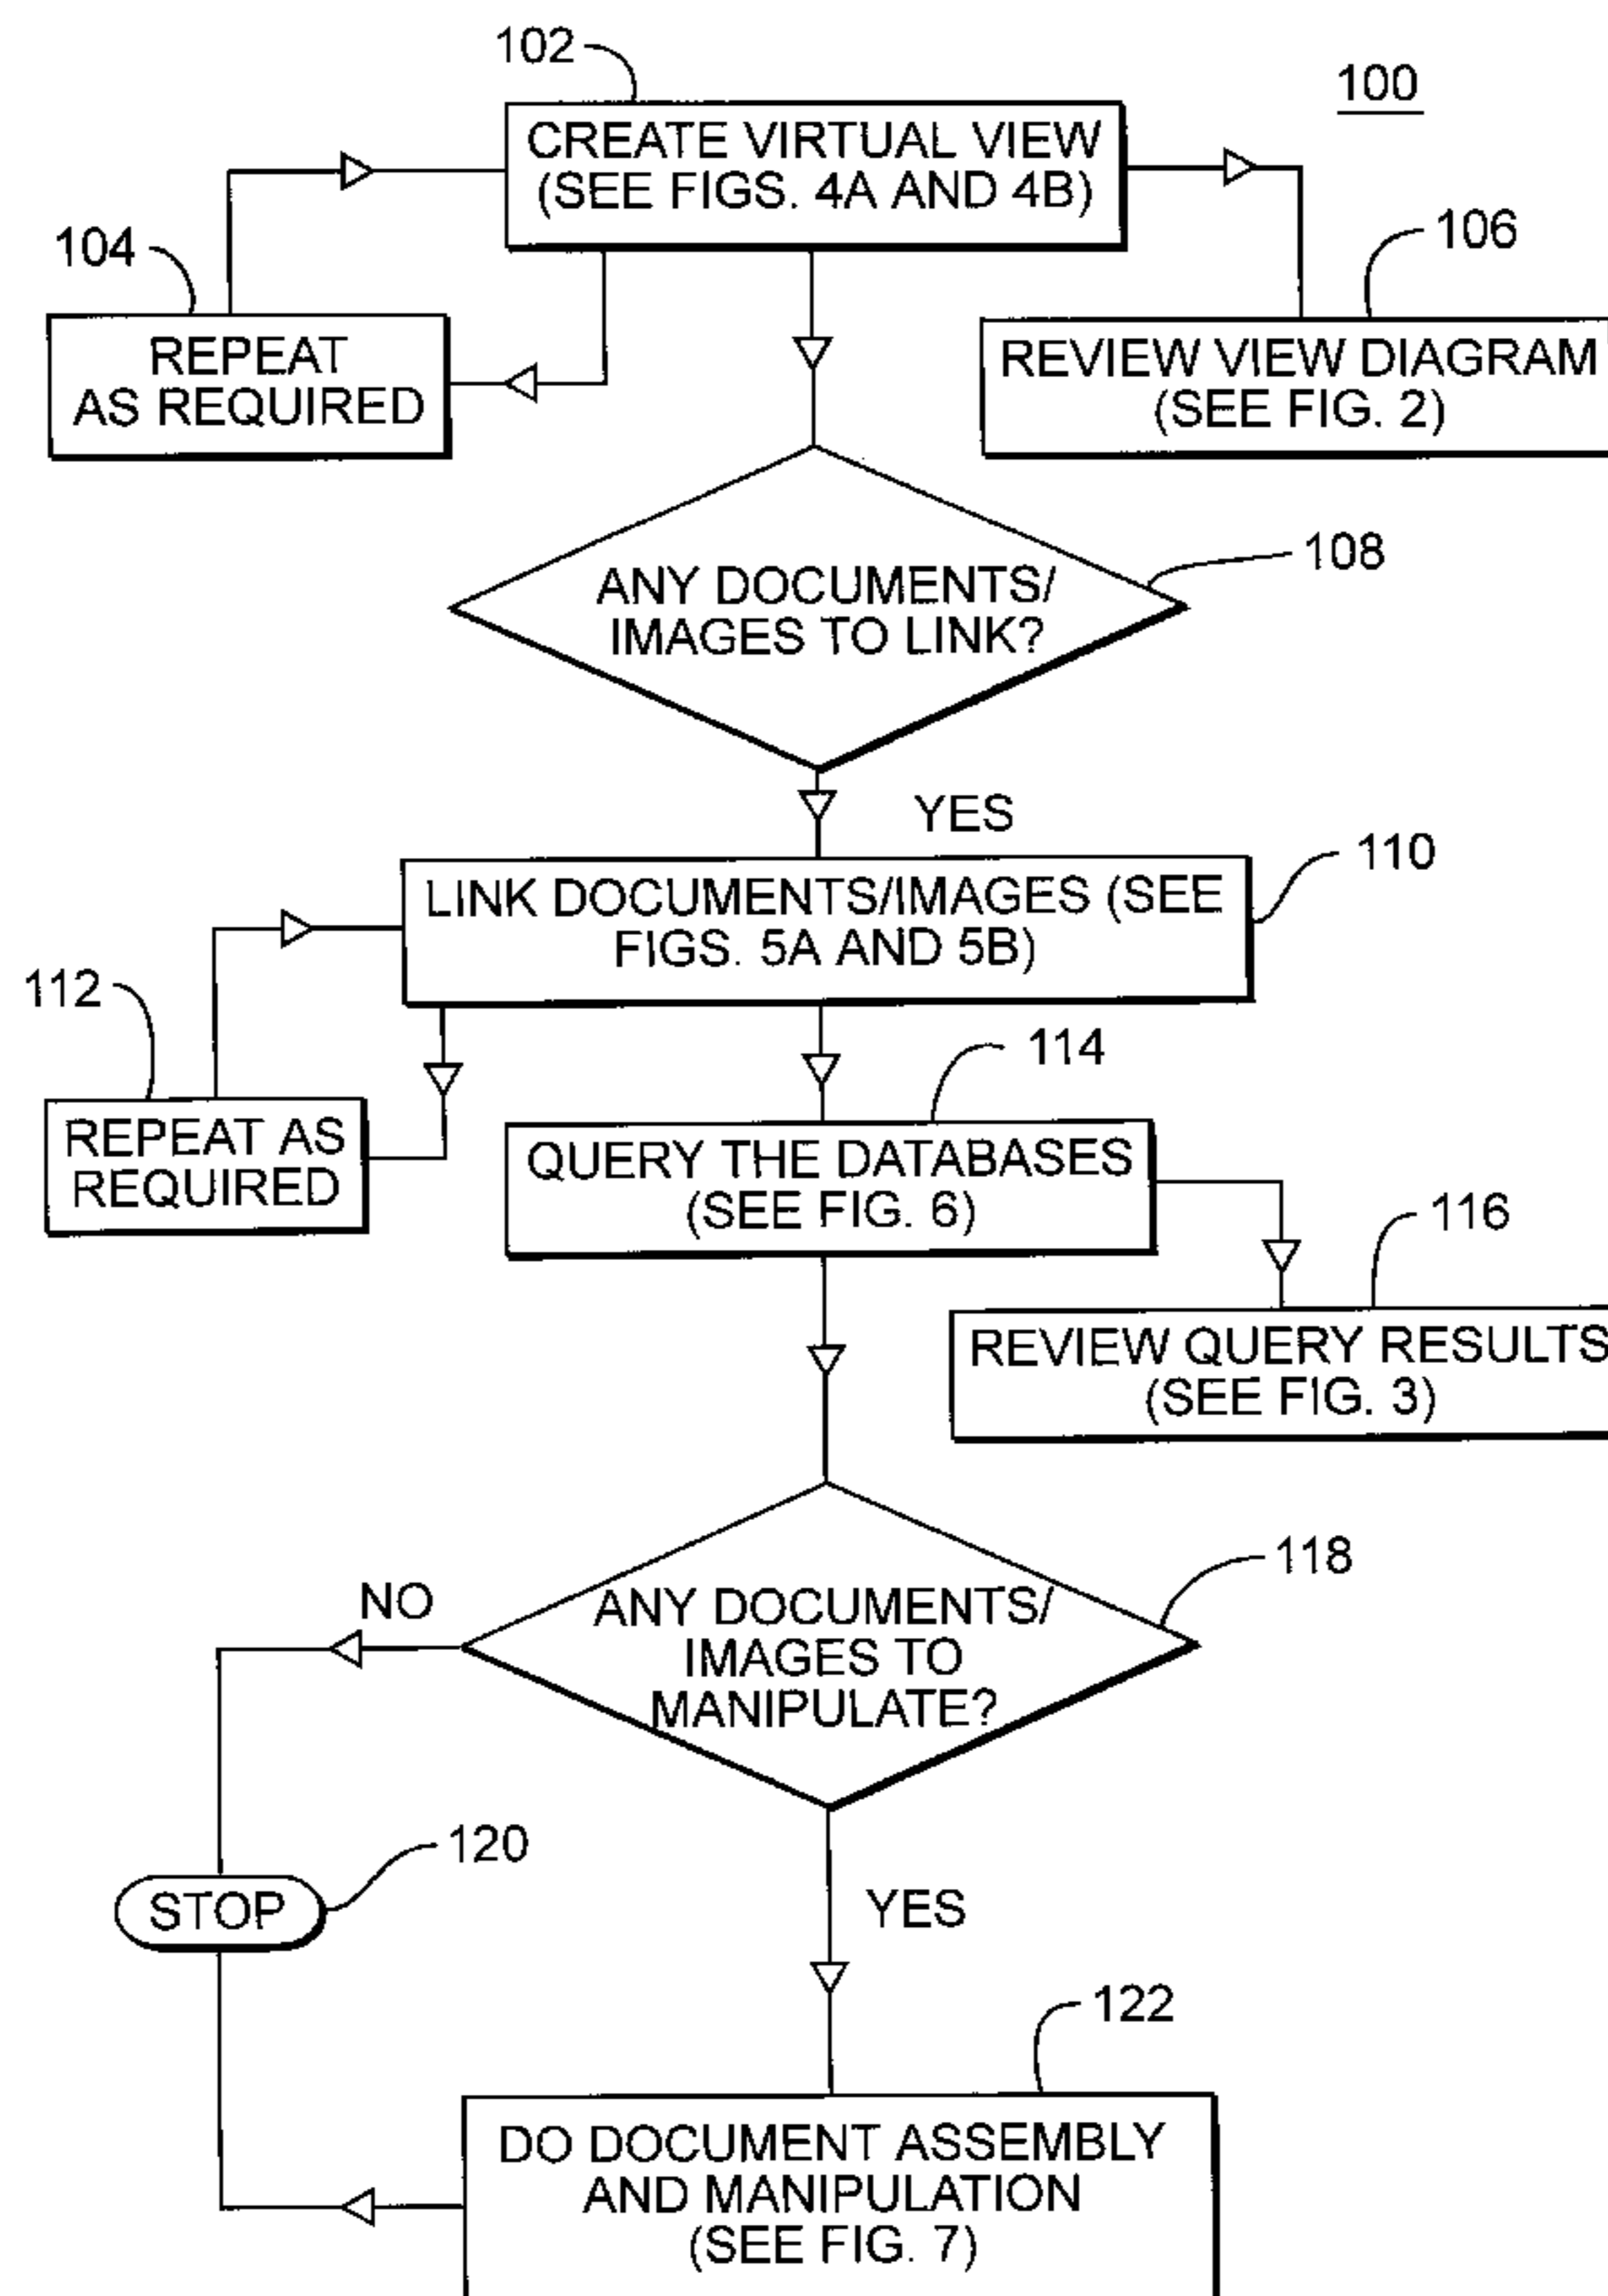 102
100
CREATE VIRTUAL VIEW
(SEE FIGS. 4A AND 4B)
104
106
REPEAT
AS REQUIRED
REVIEW VIEW DIAGRAM
(SEE FIG. 2)
108
ANY DOCUMENTS/
IMAGES TO LINK?
YES
110
LINK DOCUMENTS/IMAGES (SEE
FIGS. 5A AND 5B)
112
114
REPEAT AS
REQUIRED
QUERY THE DATABASES
(SEE FIG. 6)
116
REVIEW QUERY RESULTS
(SEE FIG. 3)
118
NO
ANY DOCUMENTS/
IMAGES TO
MANIPULATE?
120
STOP
YES
122
DO DOCUMENT ASSEMBLY
AND MANIPULATION
(SEE FIG. 7)